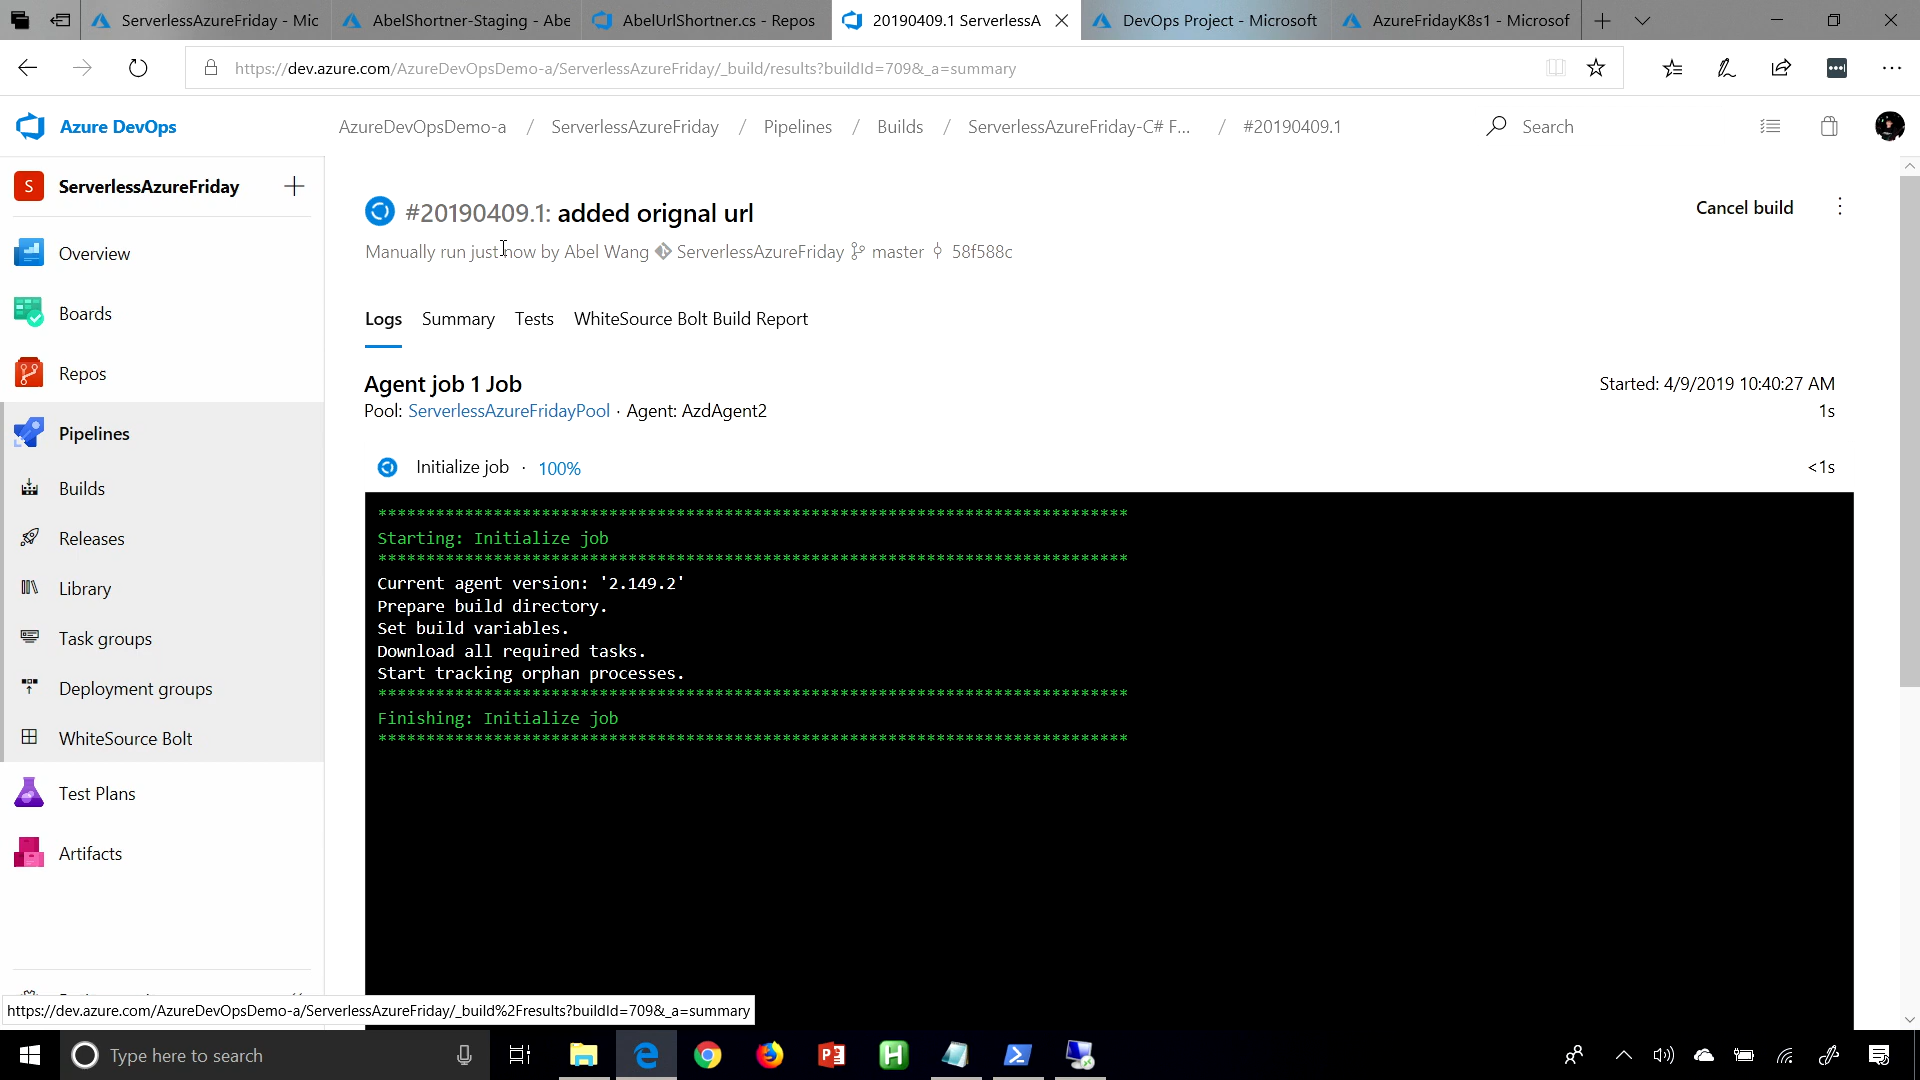 ServerlessAzureFriday - Mic
AbelShortner-Staging - Abe
AbelUrlShortner.cs - Repos
20190409.1 ServerlessA
DevOps Project - Microsoft
AzureFridayK8s1 - Microsof
https://dev.azure.com/AzureDevOpsDemo-a/ServerlessAzureFriday/_build/results?buildId=709&_a=summary
Azure DevOps
AzureDevOpsDemo-a / ServerlessAzureFriday / Pipelines / Builds / ServerlessAzureFriday-C# F... / #20190409.1
Search
S ServerlessAzureFriday
Overview
Boards
Repos
Pipelines
Builds
Releases
Library
Task groups
Deployment groups
WhiteSource Bolt
Test Plans
Artifacts
#20190409.1: added orignal url
Cancel build
Manually run just now by Abel Wang ServerlessAzureFriday master 58f588c
Logs Summary Tests WhiteSource Bolt Build Report
Agent job 1 Job
Started: 4/9/2019 10:40:27 AM
Pool: ServerlessAzureFridayPool · Agent: AzdAgent2
1s
Initialize job · 100%
<1s
******************************************************************************
Starting: Initialize job
******************************************************************************
Current agent version: '2.149.2'
Prepare build directory.
Set build variables.
Download all required tasks.
Start tracking orphan processes.
******************************************************************************
Finishing: Initialize job
******************************************************************************
https://dev.azure.com/AzureDevOpsDemo-a/ServerlessAzureFriday/_build%2Fresults?buildId=709&_a=summary
Type here to search